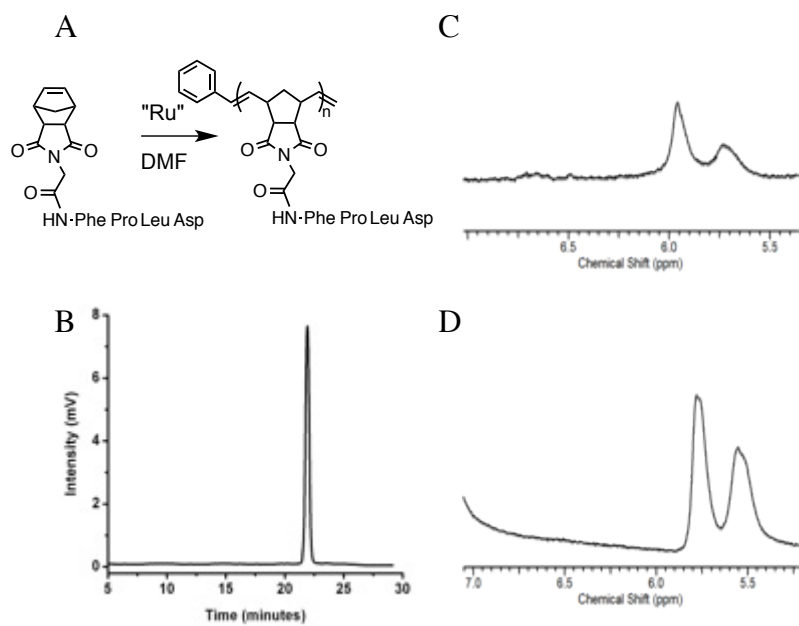 A
"Ru"
DMF
n
O
N
O
O
HN-Phe Pro Leu Asp
O
N
O
O
HN-Phe Pro Leu Asp
B
8
6
4
2
0
Intensity (mV)
5 10 15 20 25 30
Time (minutes)
C
6.5 6.0 5.5
Chemical Shift (ppm)
D
7.0 6.5 6.0 5.5
Chemical Shift (ppm)